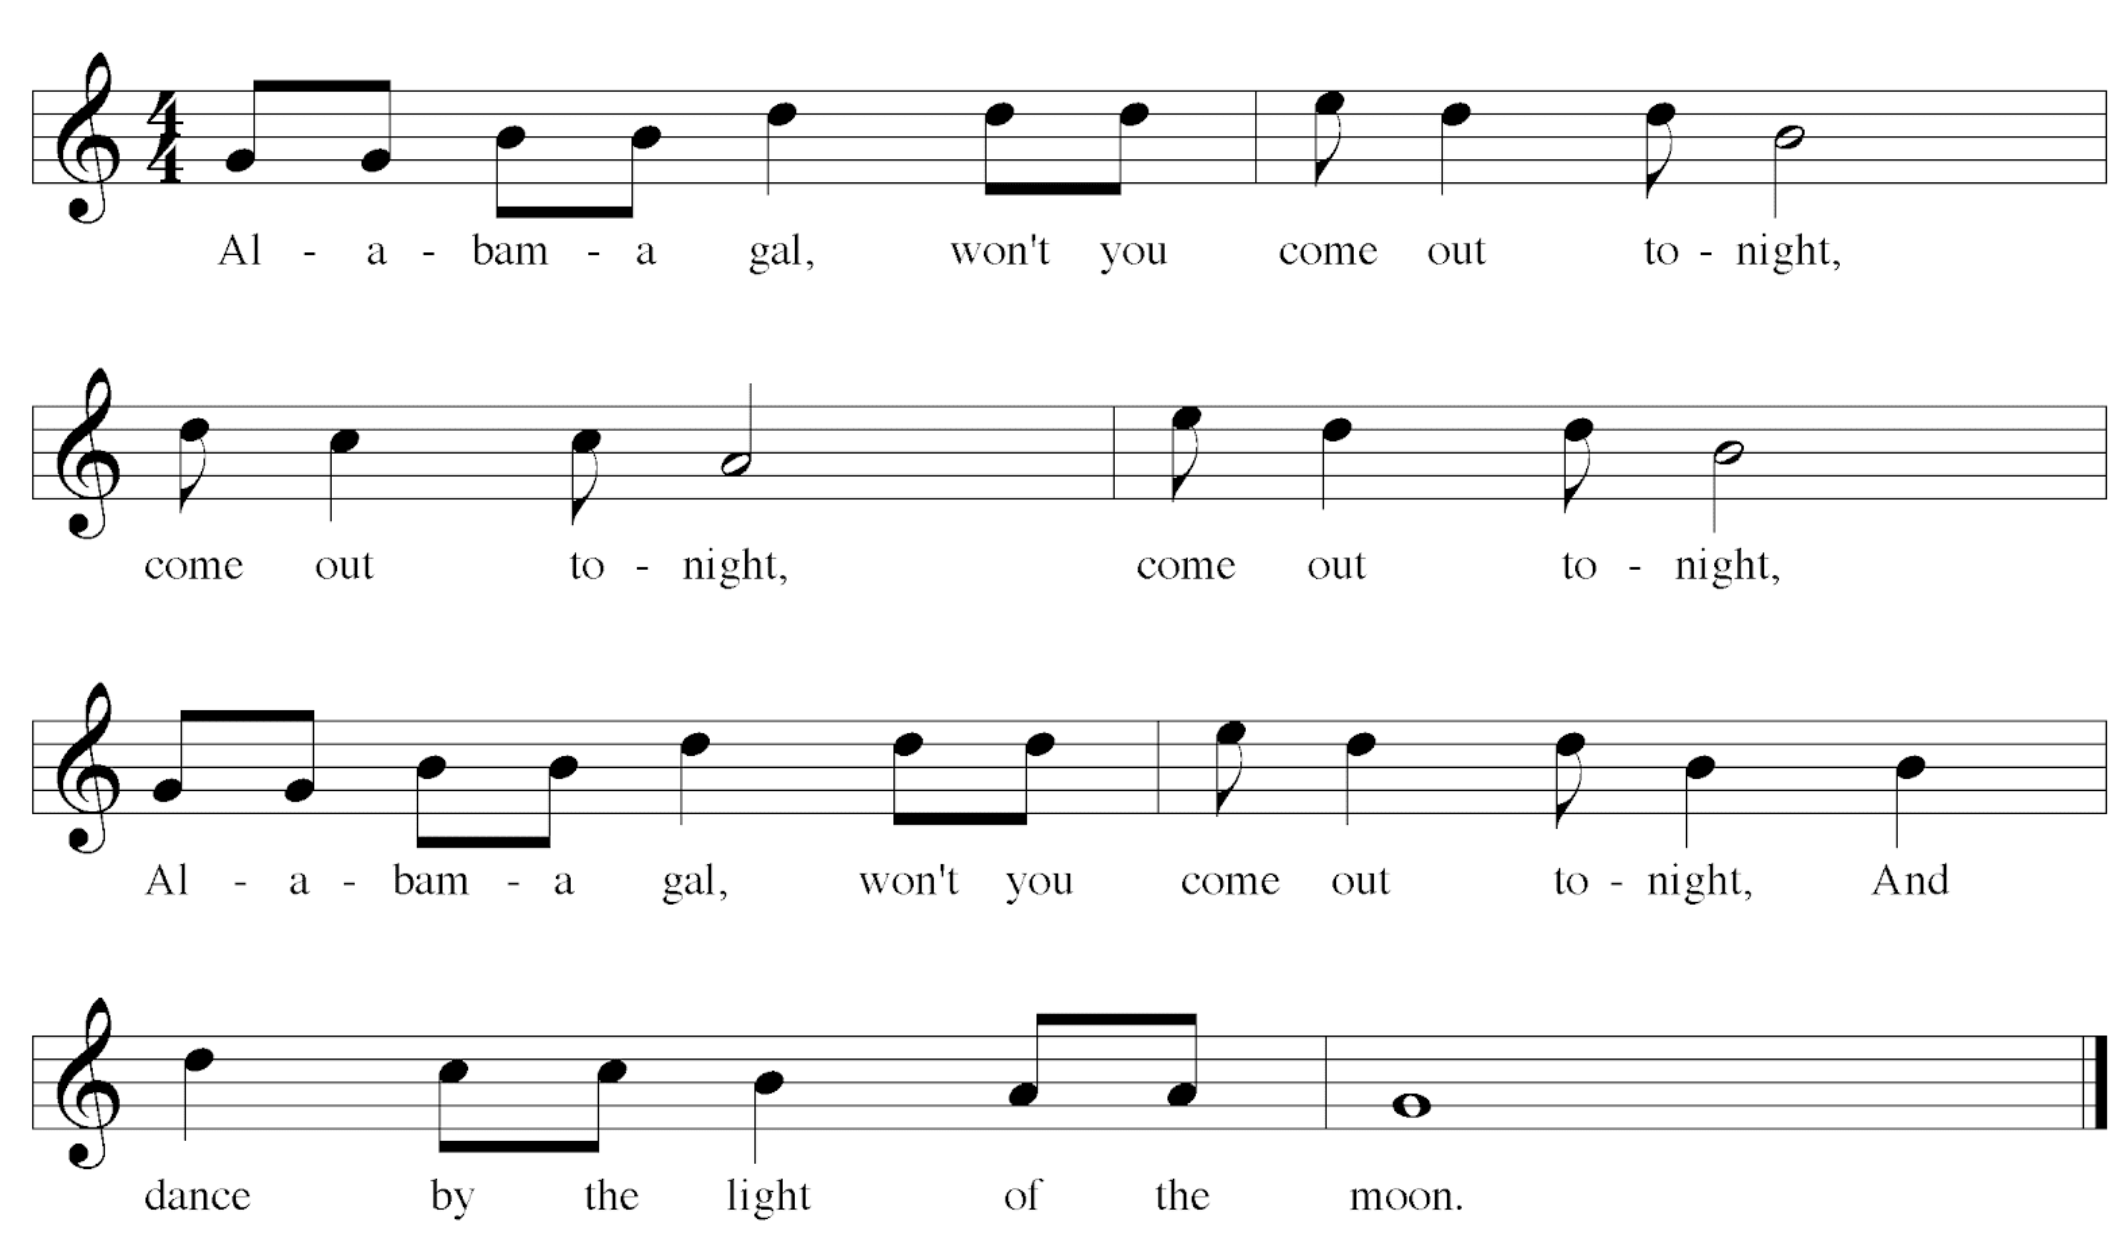 4
4
Al - a - bam - a gal, won't you come out to - night,
come out to - night, come out to - night,
Al - a - bam - a gal, won't you come out to - night, And
dance by the light of the moon.